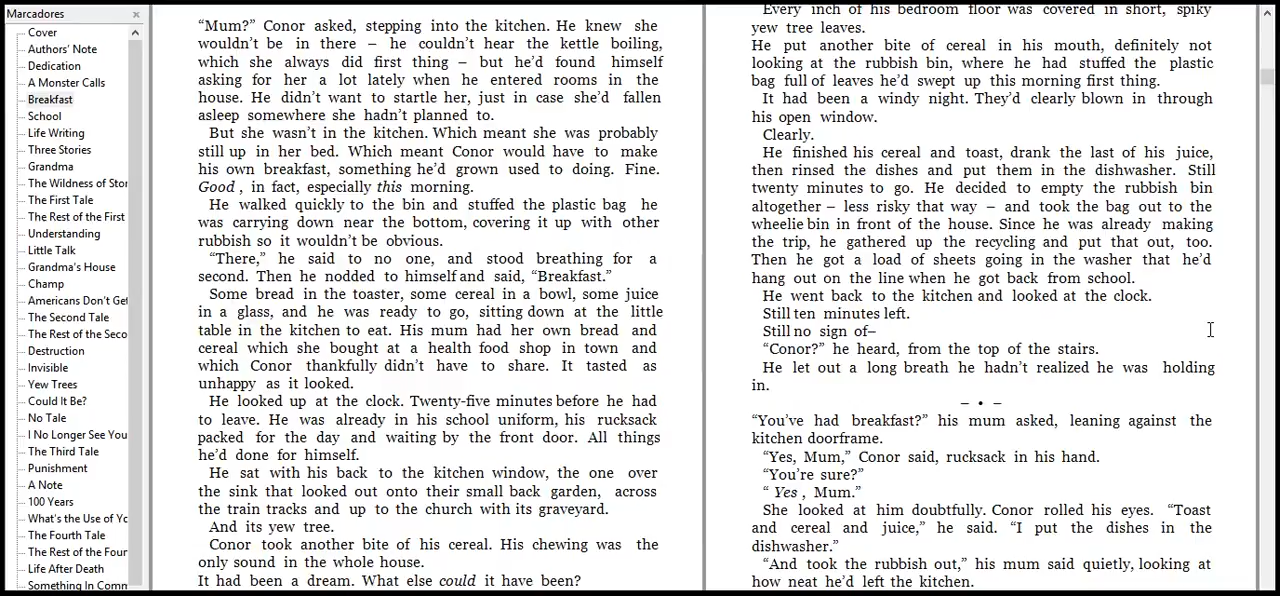 Marcadores
Cover
Authors' Note
Dedication
A Monster Calls
Breakfast
School
Life Writing
Three Stories
Grandma
The Wildness of Stor
The First Tale
The Rest of the First
Understanding
Little Talk
Grandma's House
Champ
Americans Don't Get
The Second Tale
The Rest of the Seco
Destruction
Invisible
Yew Trees
Could It Be?
No Tale
I No Longer See You
The Third Tale
Punishment
A Note
100 Years
What's the Use of Yo
The Fourth Tale
The Rest of the Four
Life After Death
Something In Comm
“Mum?” Conor asked, stepping into the kitchen. He knew she
wouldn't be in there – he couldn't hear the kettle boiling,
which she always did first thing – but he'd found himself
asking for her a lot lately when he entered rooms in the
house. He didn't want to startle her, just in case she'd fallen
asleep somewhere she hadn't planned to.
But she wasn't in the kitchen. Which meant she was probably
still up in her bed. Which meant Conor would have to make
his own breakfast, something he'd grown used to doing. Fine.
Good , in fact, especially this morning.
He walked quickly to the bin and stuffed the plastic bag he
was carrying down near the bottom, covering it up with other
rubbish so it wouldn't be obvious.
“There,” he said to no one, and stood breathing for a
second. Then he nodded to himself and said, “Breakfast.”
Some bread in the toaster, some cereal in a bowl, some juice
in a glass, and he was ready to go, sitting down at the little
table in the kitchen to eat. His mum had her own bread and
cereal which she bought at a health food shop in town and
which Conor thankfully didn't have to share. It tasted as
unhappy as it looked.
He looked up at the clock. Twenty-five minutes before he had
to leave. He was already in his school uniform, his rucksack
packed for the day and waiting by the front door. All things
he'd done for himself.
He sat with his back to the kitchen window, the one over
the sink that looked out onto their small back garden, across
the train tracks and up to the church with its graveyard.
And its yew tree.
Conor took another bite of his cereal. His chewing was the
only sound in the whole house.
It had been a dream. What else could it have been?
Every inch of his bedroom floor was covered in short, spiky
yew tree leaves.
He put another bite of cereal in his mouth, definitely not
looking at the rubbish bin, where he had stuffed the plastic
bag full of leaves he'd swept up this morning first thing.
It had been a windy night. They'd clearly blown in through
his open window.
Clearly.
He finished his cereal and toast, drank the last of his juice,
then rinsed the dishes and put them in the dishwasher. Still
twenty minutes to go. He decided to empty the rubbish bin
altogether – less risky that way – and took the bag out to the
wheelie bin in front of the house. Since he was already making
the trip, he gathered up the recycling and put that out, too.
Then he got a load of sheets going in the washer that he'd
hang out on the line when he got back from school.
He went back to the kitchen and looked at the clock.
Still ten minutes left.
Still no sign of–
“Conor?” he heard, from the top of the stairs.
He let out a long breath he hadn't realized he was holding
in.
– • –
“You've had breakfast?” his mum asked, leaning against the
kitchen doorframe.
“Yes, Mum,” Conor said, rucksack in his hand.
“You're sure?”
“ Yes , Mum.”
She looked at him doubtfully. Conor rolled his eyes. “Toast
and cereal and juice,” he said. “I put the dishes in the
dishwasher.”
“And took the rubbish out,” his mum said quietly, looking at
how neat he'd left the kitchen.